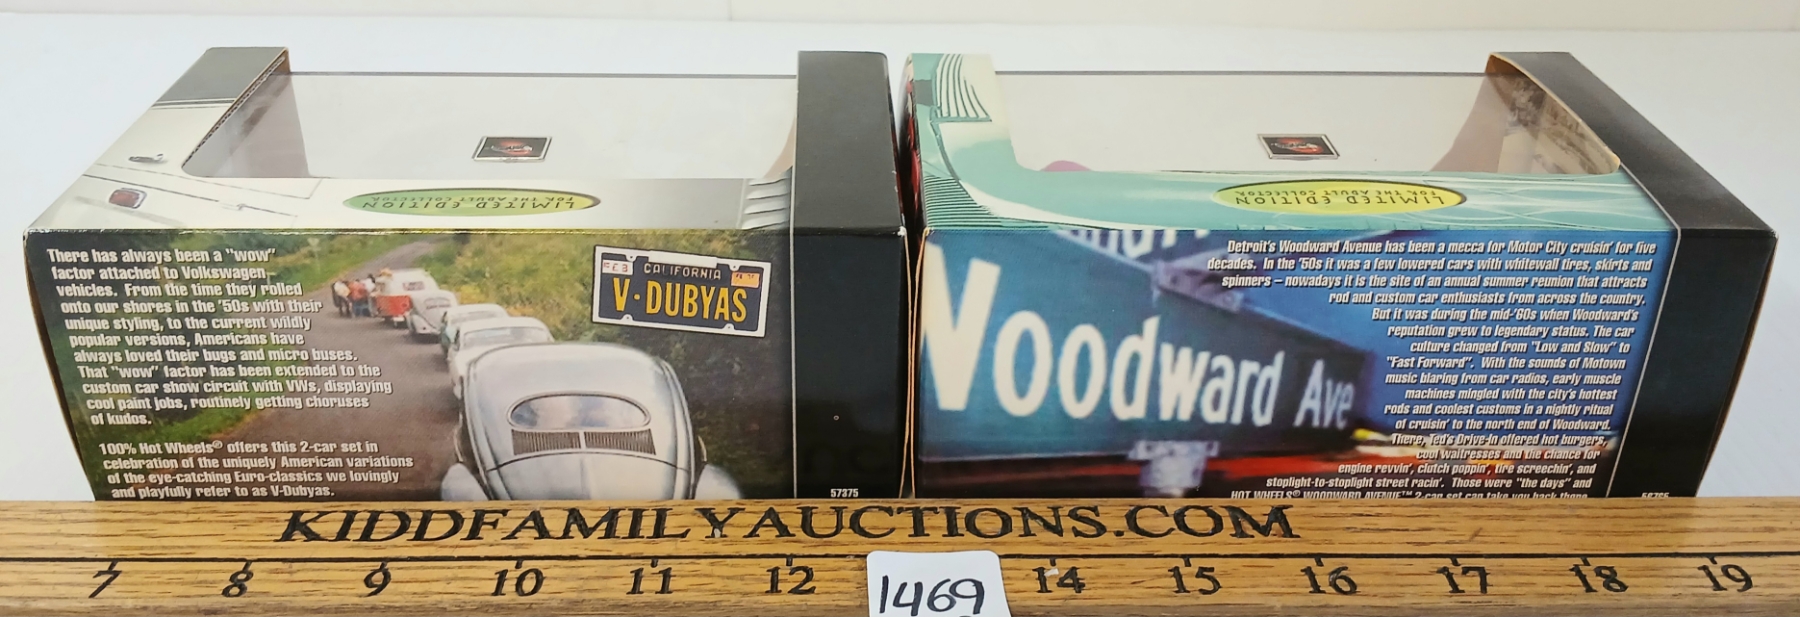 LIMITED EDITION
FOR THE ADULT COLLECTOR
There has always been a "wow"
factor attached to Volkswagen
vehicles. From the time they rolled
onto our shores in the '50s with their
unique styling, to the current wildly
popular versions, Americans have
always loved their bugs and micro buses.
That "wow" factor has been extended to the
custom car show circuit with VWs, displaying
cool paint jobs, routinely getting choruses
of kudos.
100% Hot Wheels® offers this 2-car set in
celebration of the uniquely American variations
of the eye-catching Euro-classics we lovingly
and playfully refer to as V-Dubyas.
CALIFORNIA
V·DUBYAS
57375
LIMITED EDITION
FOR THE ADULT COLLECTOR
Woodward Ave
Detroit's Woodward Avenue has been a mecca for Motor City cruisin' for five
decades. In the '50s it was a few lowered cars with whitewall tires, skirts and
spinners – nowadays it is the site of an annual summer reunion that attracts
rod and custom car enthusiasts from across the country.
But it was during the mid-'60s when Woodward's
reputation grew to legendary status. The car
culture changed from "Low and Slow" to
"Fast Forward". With the sounds of Motown
music blaring from car radios, early muscle
machines mingled with the city's hottest
rods and coolest customs in a nightly ritual
of cruisin' to the north end of Woodward.
There, Ted's Drive-In offered hot burgers,
cool waitresses and the chance for
engine revvin', clutch poppin', tire screechin', and
stoplight-to-stoplight street racin'. Those were "the days" and
HOT WHEELS® WOODWARD AVENUE™ 2-car set can take you back there
KIDDFAMILYAUCTIONS.COM
7 8 9 10 11 12 14 15 16 17 18 19
1469